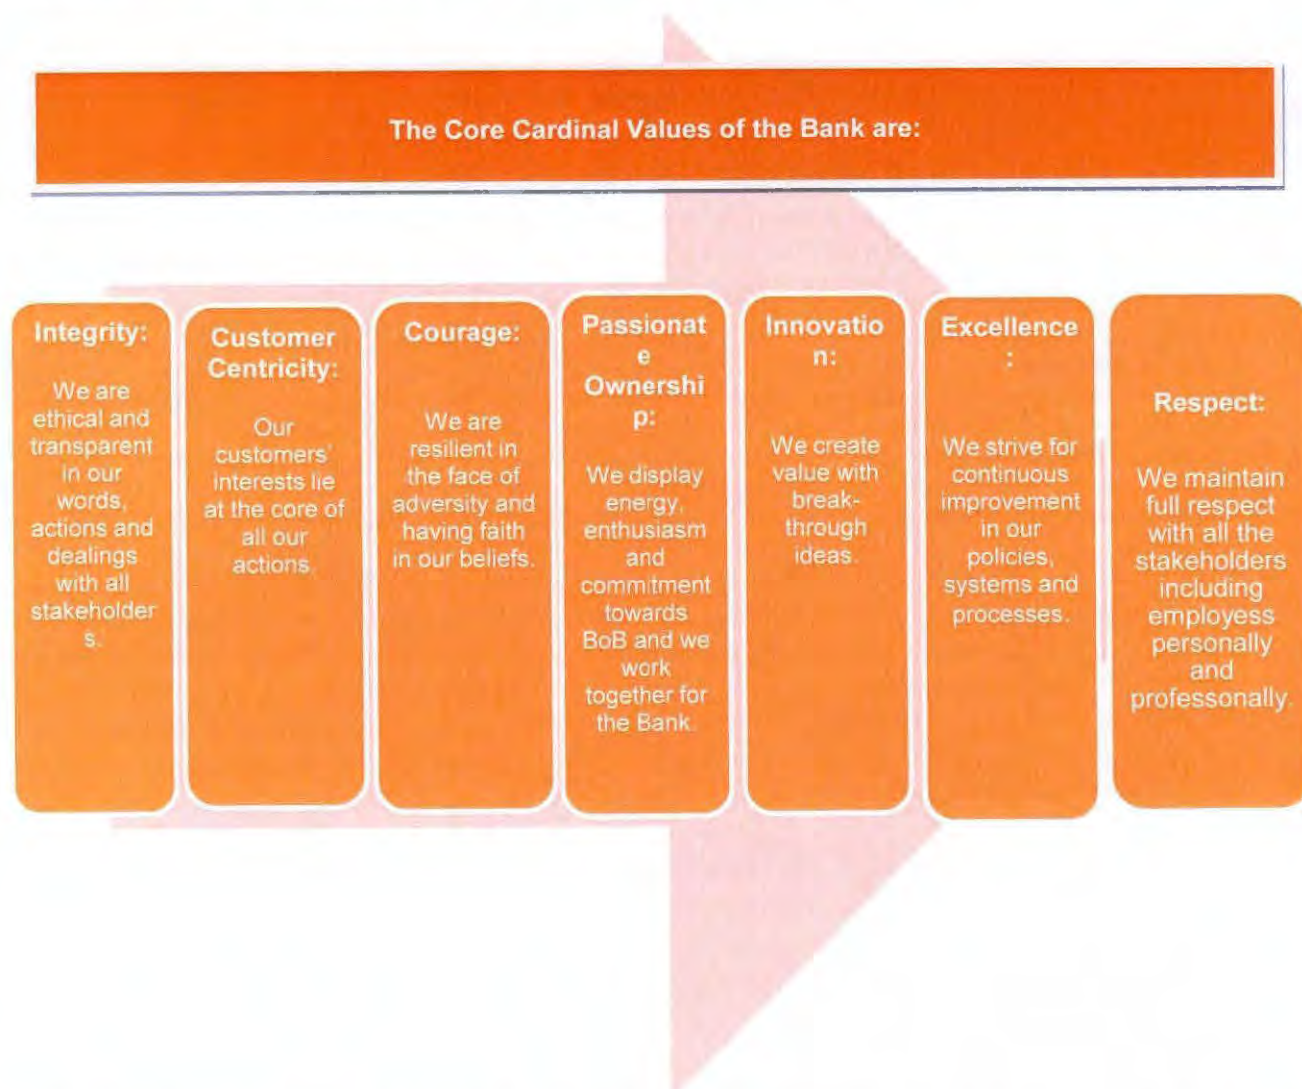 The Core Cardinal Values of the Bank are:
Integrity:
We are
ethical and
transparent
in our
words,
actions and
dealings
with all
stakeholder
s.
Customer
Centricity:
Our
customers'
interests lie
at the core of
all our
actions.
Courage:
We are
resilient in
the face of
adversity and
having faith
in our beliefs.
Passionat
e
Ownershi
p:
We display
energy,
enthusiasm
and
commitment
towards
BoB and we
work
together for
the Bank.
Innovatio
n:
We create
value with
break-
through
ideas.
Excellence
:
We strive for
continuous
improvement
in our
policies,
systems and
processes.
Respect:
We maintain
full respect
with all the
stakeholders
including
employess
personally
and
professonally.